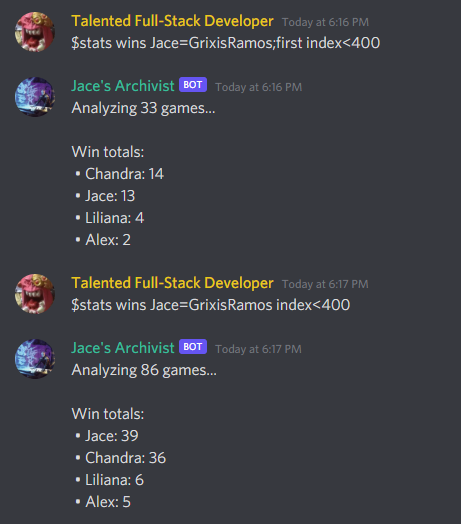 Talented Full-Stack Developer Today at 6:16 PM
$stats wins Jace=GrixisRamos;first index<400
Jace's Archivist BOT Today at 6:16 PM
Analyzing 33 games...
Win totals:
• Chandra: 14
• Jace: 13
• Liliana: 4
• Alex: 2
Talented Full-Stack Developer Today at 6:17 PM
$stats wins Jace=GrixisRamos index<400
Jace's Archivist BOT Today at 6:17 PM
Analyzing 86 games...
Win totals:
• Jace: 39
• Chandra: 36
• Liliana: 6
• Alex: 5